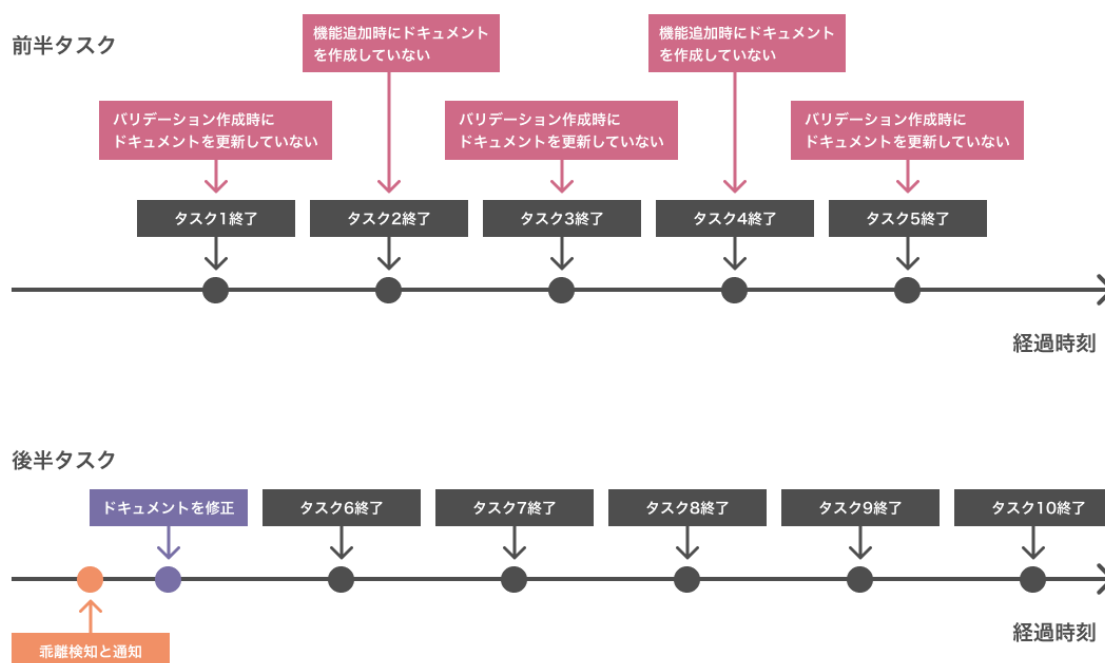 前半タスク
機能追加時にドキュメント
を作成していない
機能追加時にドキュメント
を作成していない
バリデーション作成時に
ドキュメントを更新していない
バリデーション作成時に
ドキュメントを更新していない
バリデーション作成時に
ドキュメントを更新していない
タスク1終了
タスク2終了
タスク3終了
タスク4終了
タスク5終了
経過時刻
後半タスク
ドキュメントを修正
タスク6終了
タスク7終了
タスク8終了
タスク9終了
タスク10終了
経過時刻
乖離検知と通知